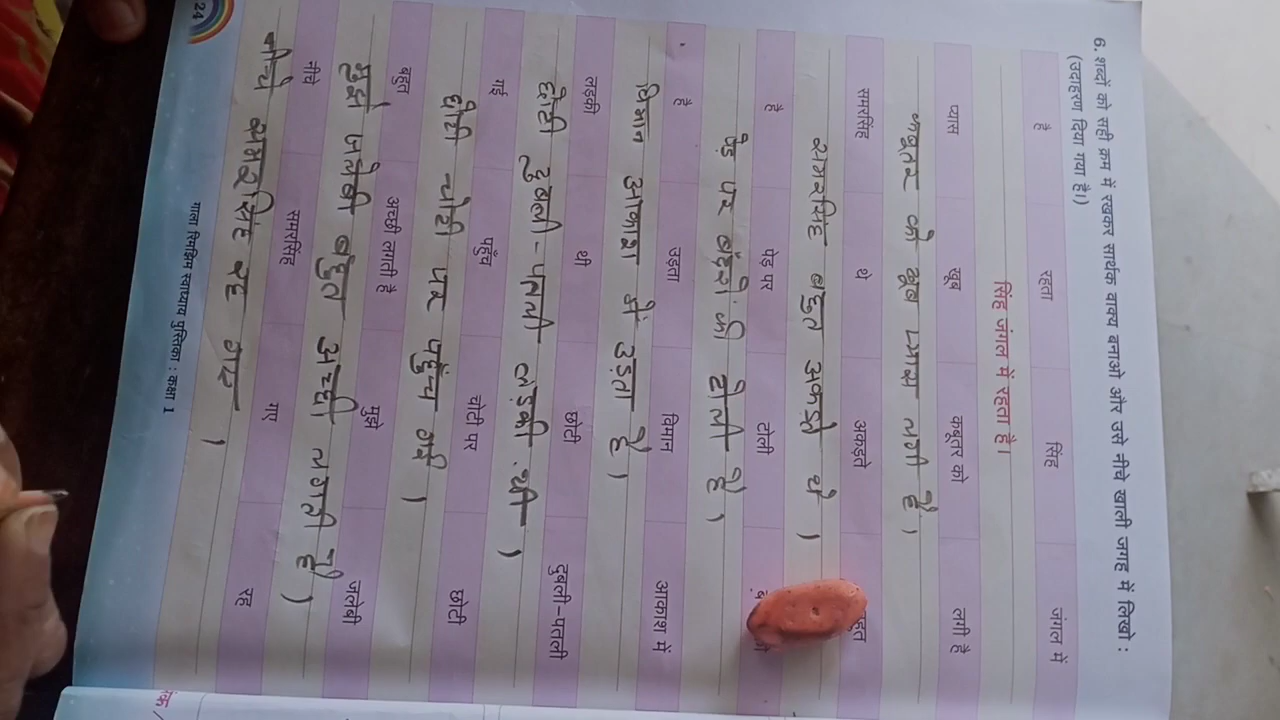 6. शब्दों को सही क्रम में रखकर सार्थक वाक्य बनाओ और उसे नीचे खाली जगह में लिखो :
(उदाहरण दिया गया है।)
है रहता सिंह जंगल में
सिंह जंगल में रहता है।
प्यास खूब कबूतर को लगी है
कबूतर को खूब प्यास लगी है।
समरसिंह थे अकड़ते बहुत
समरसिंह बहुत अकड़ते थे ।
है पेड़ पर टोली
पेड़ पर बंदरों की टोली है।
है उड़ता विमान आकाश में
विमान आकाश में उड़ता है।
लड़की थी छोटी दुबली-पतली
छोटी दुबली-पतली लड़की थी ।
गई पहुँच चोटी पर छोटी
छोटी चोटी पर पहुँच गई ।
बहुत अच्छी लगती है मुझे जलेबी
मुझे जलेबी बहुत अच्छी लगती है।
नीचे समरसिंह गए रह
नीचे समरसिंह रह गए ।
24
गाला रिमझिम स्वाध्याय पुस्तिका : कक्षा 1